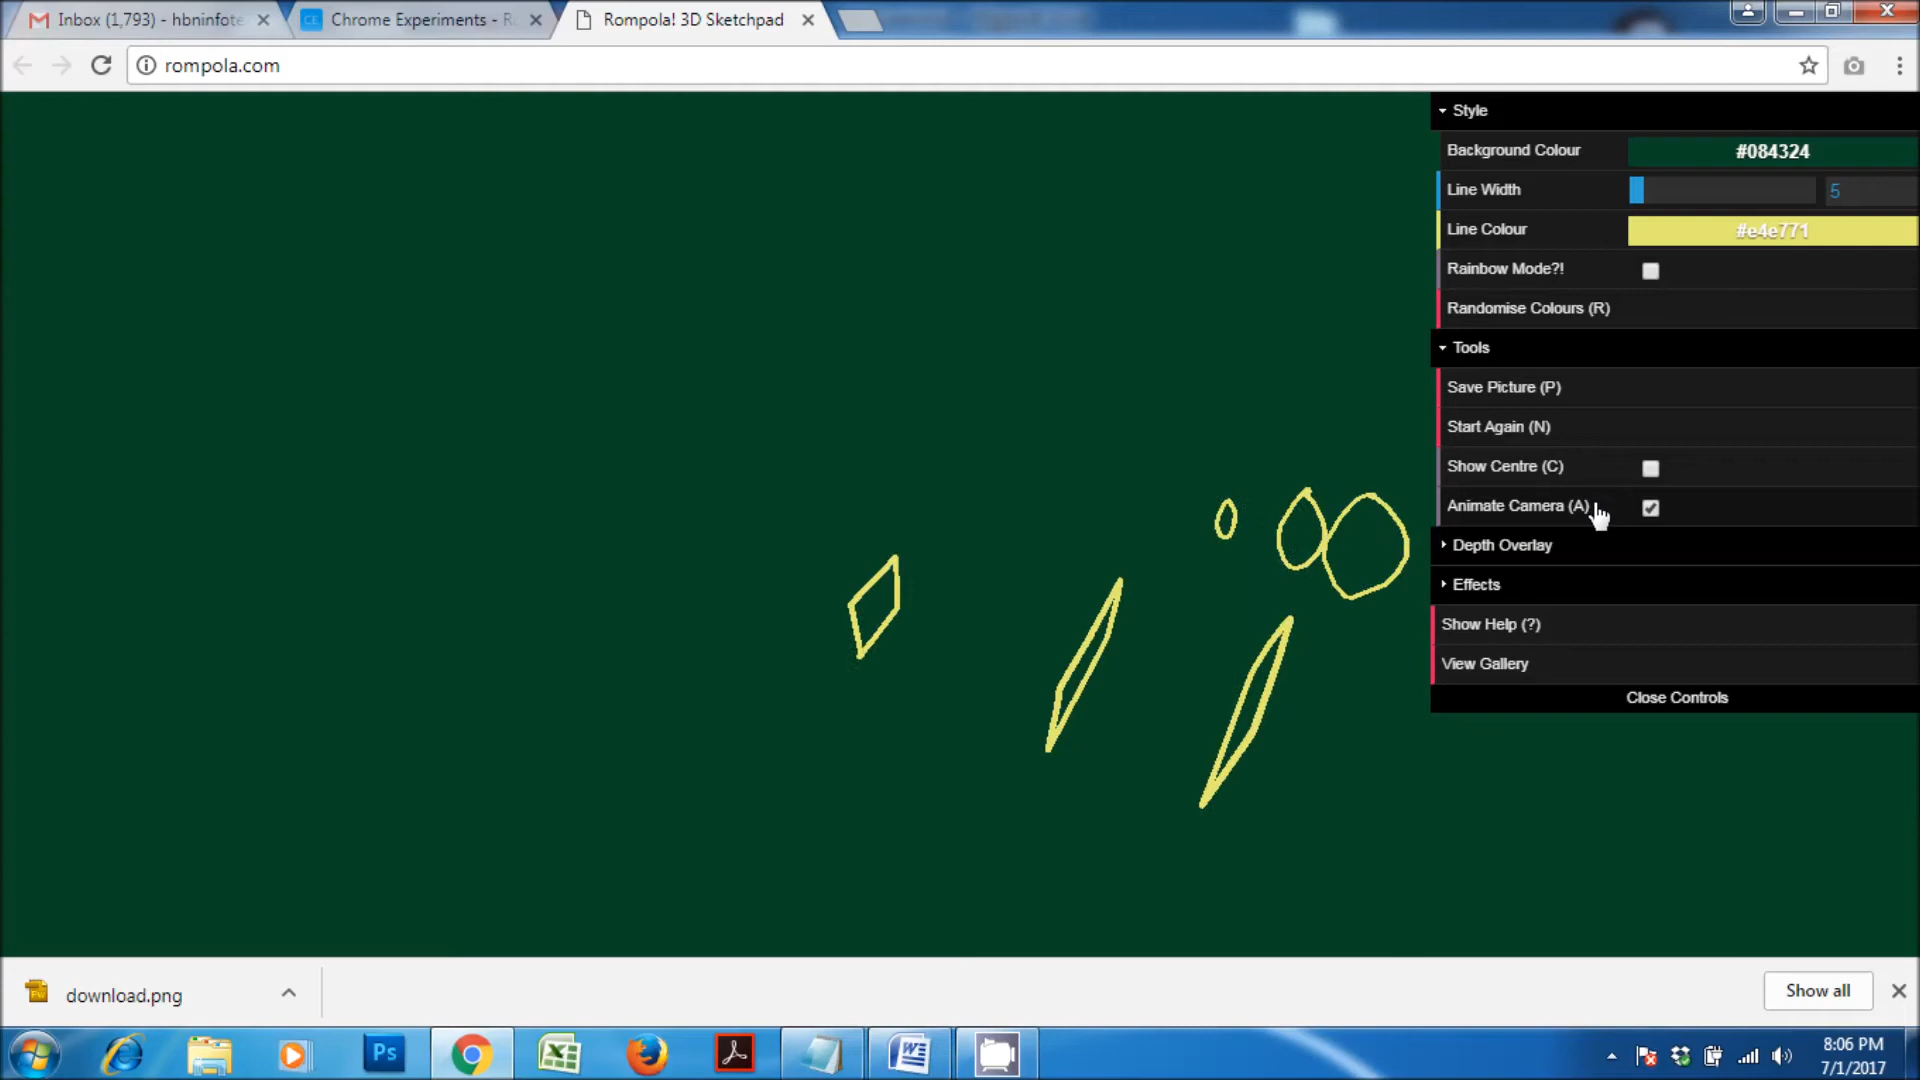 Inbox (1,793) - hbninfote
Chrome Experiments - R
Rompola! 3D Sketchpad
rompola.com
Style
Background Colour #084324
Line Width 5
Line Colour #e4e771
Rainbow Mode?!
Randomise Colours (R)
Tools
Save Picture (P)
Start Again (N)
Show Centre (C)
Animate Camera (A)
Depth Overlay
Effects
Show Help (?)
View Gallery
Close Controls
download.png
Show all
Ps
8:06 PM
7/1/2017